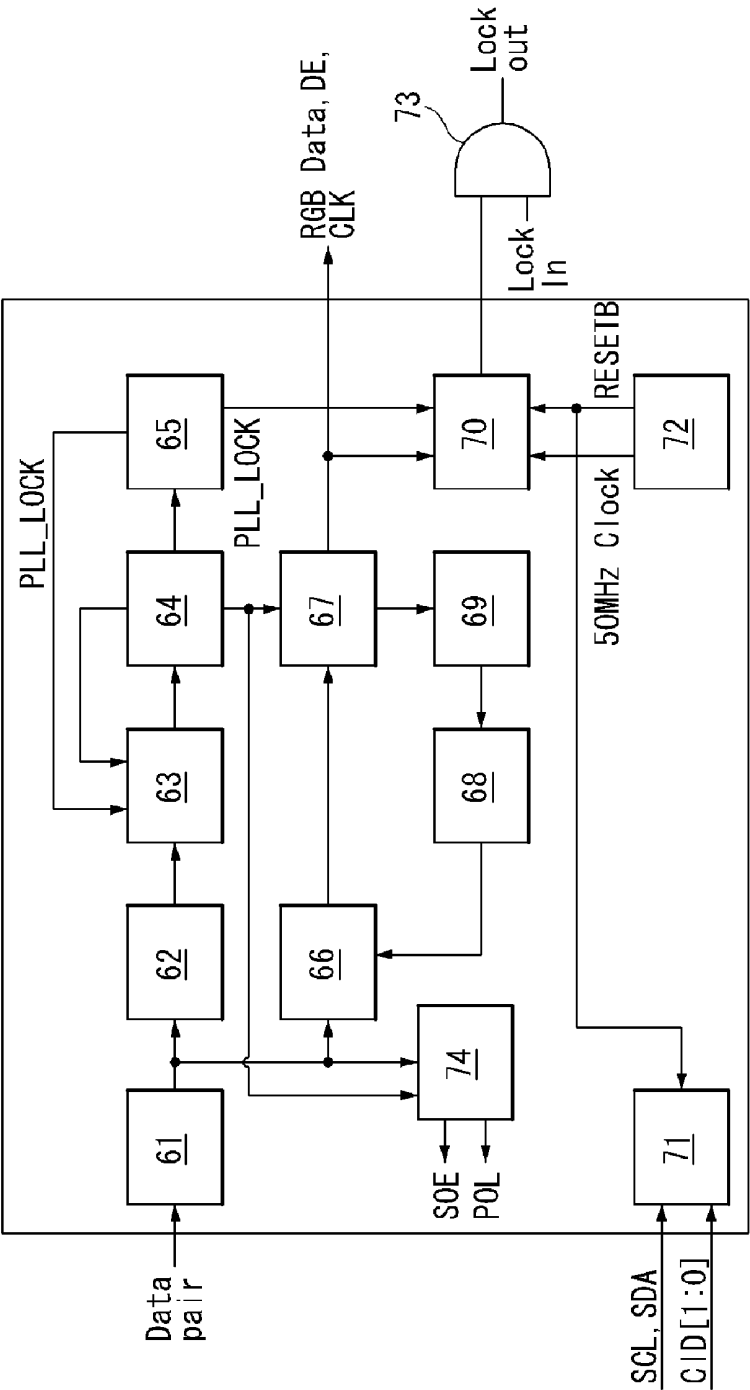 PLL_LOCK
61
62
63
64
65
PLL_LOCK
RGB Data, DE,
CLK
66
67
74
SOE
POL
68
69
70
73
Lock
out
Lock
In
50MHz Clock
RESETB
71
72
Data
pair
SCL, SDA
CID[1:0]